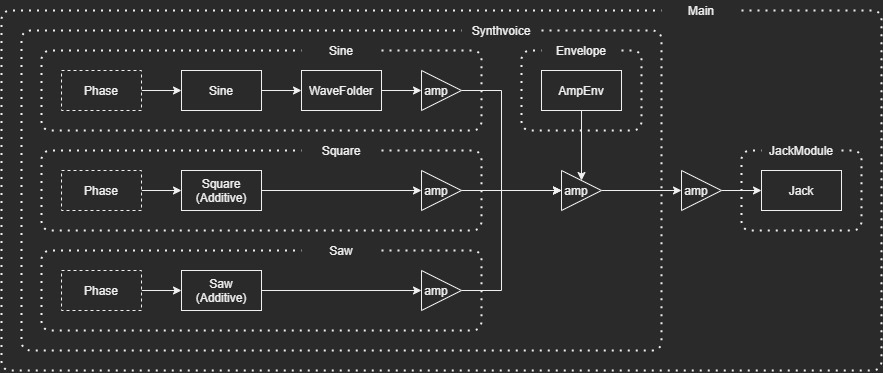 Main
Synthvoice
Sine
Envelope
Phase
Sine
WaveFolder
amp
AmpEnv
Square
JackModule
Phase
Square
(Additive)
amp
amp
amp
Jack
Saw
Phase
Saw
(Additive)
amp